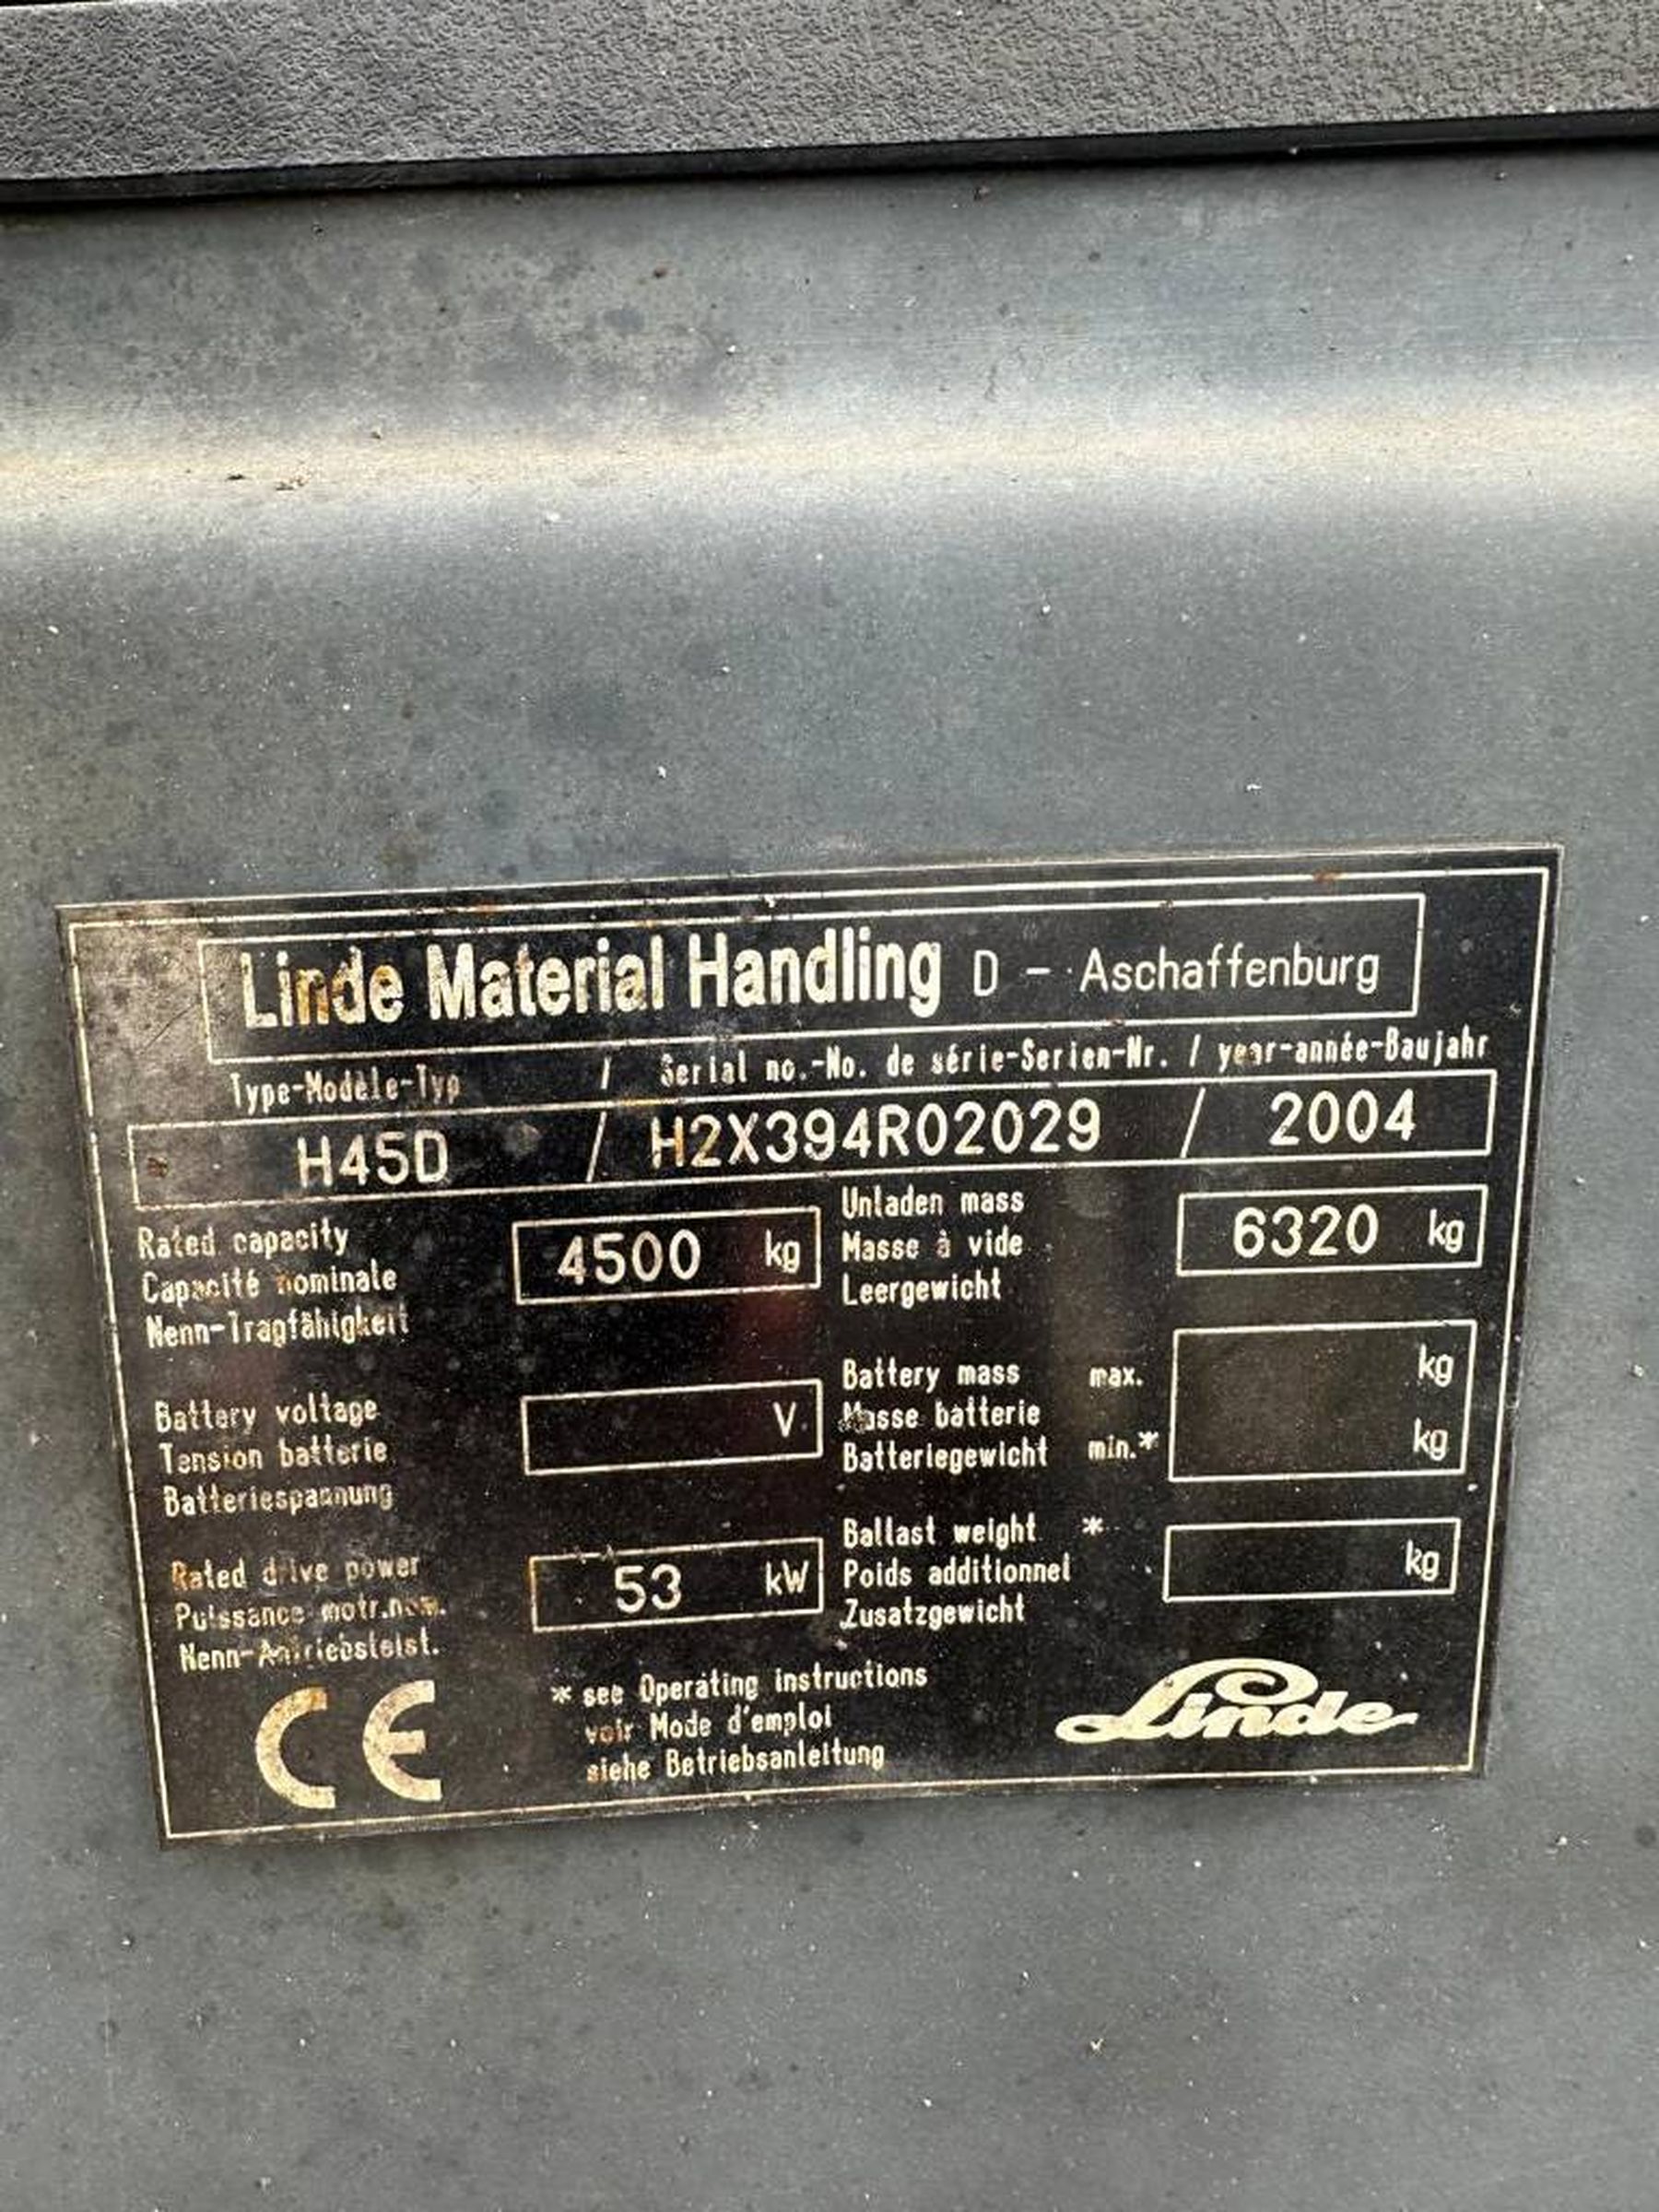 Linde Material Handling D - Aschaffenburg
Type-Modèle-Typ / Serial no.-No. de série-Serien-Nr. / year-année-Baujahr
H45D / H2X394R02029 / 2004
Rated capacity
Capacité nominale
Nenn-Tragfähigkeit
4500 kg
Unladen mass
Masse à vide
Leergewicht
6320 kg
Battery voltage
Tension batterie
Batteriespannung
V
Battery mass max.
Masse batterie
Batteriegewicht min.*
kg
kg
Rated drive power
Puissance motr.nom.
Nenn-Antriebsleist.
53 kW
Ballast weight *
Poids additionnel
Zusatzgewicht
kg
CE
* see Operating instructions
voir Mode d'emploi
siehe Betriebsanleitung
Linde